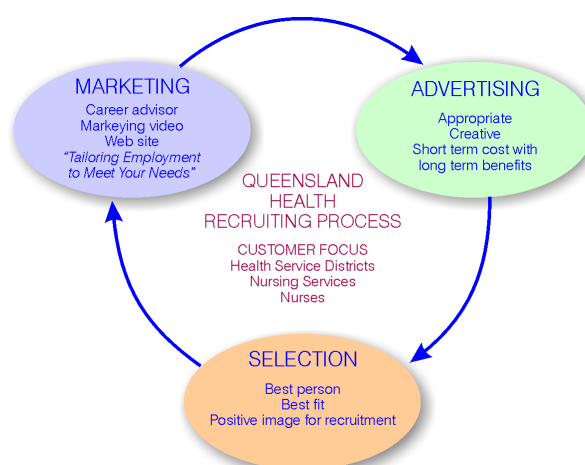 MARKETING
Career advisor
Markeying video
Web site
“Tailoring Employment
to Meet Your Needs”
ADVERTISING
Appropriate
Creative
Short term cost with
long term benefits
QUEENSLAND
HEALTH
RECRUITING PROCESS
CUSTOMER FOCUS
Health Service Districts
Nursing Services
Nurses
SELECTION
Best person
Best fit
Positive image for recruitment